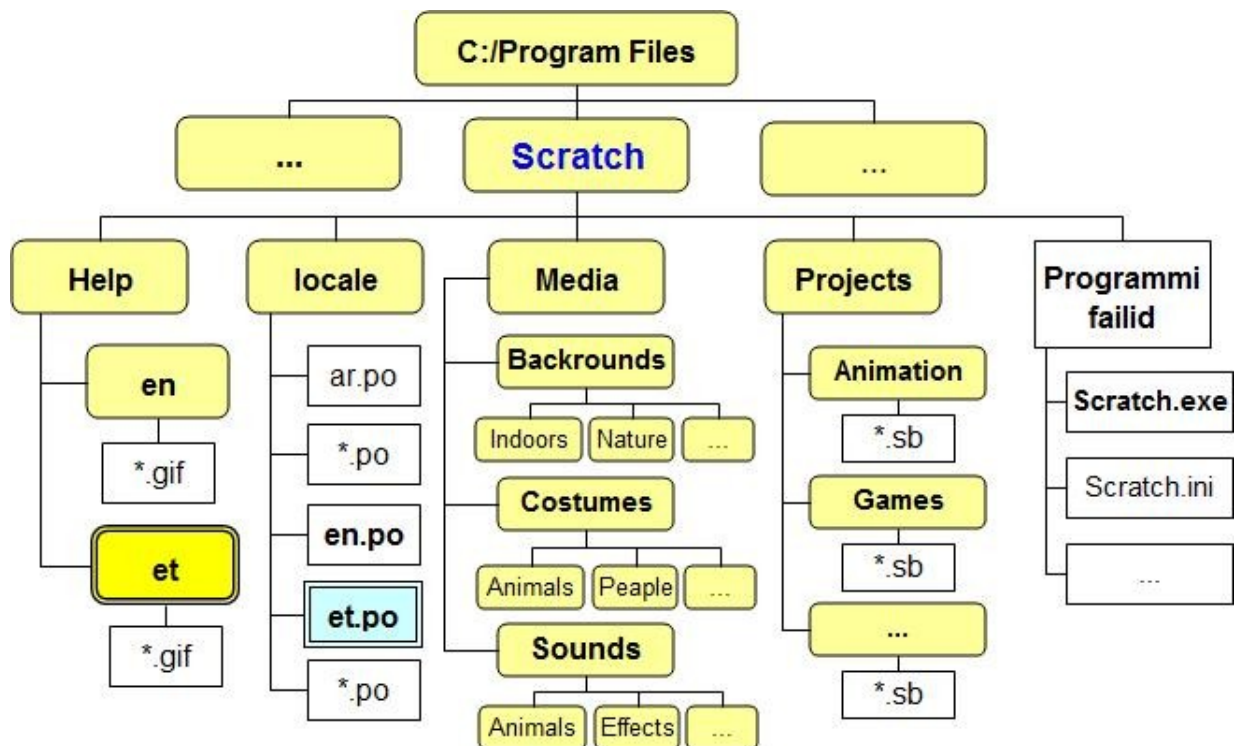 C:/Program Files
...
Scratch
...
Help
locale
Media
Projects
Programmi
failid
en
*.gif
et
*.gif
ar.po
*.po
en.po
et.po
*.po
Backrounds
Indoors
Nature
...
Costumes
Animals
Peaple
...
Sounds
Animals
Effects
...
Animation
*.sb
Games
*.sb
...
*.sb
Scratch.exe
Scratch.ini
...